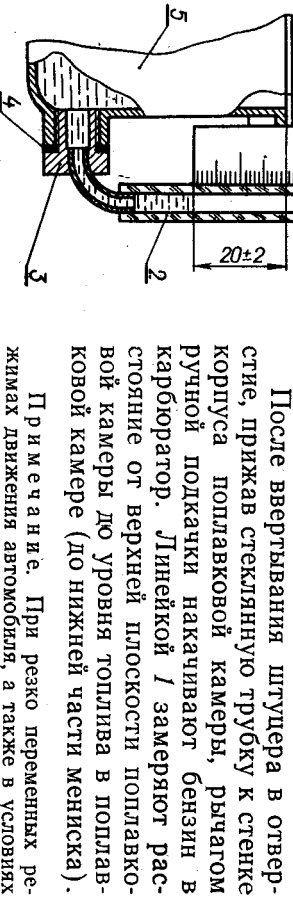 5
4
3
2
20±2
После ввертывания штуцера в отвер-
стие, прижав стеклянную трубку к стенке
корпуса поплавковой камеры, рычагом
ручной подкачки накачивают бензин в
карбюратор. Линейкой 1 замеряют рас-
стояние от верхней плоскости поплавко-
вой камеры до уровня топлива в поплав-
ковой камере (до нижней части мениска).
Примечание. При резко переменных ре-
жимах движения автомобиля, а также в условиях